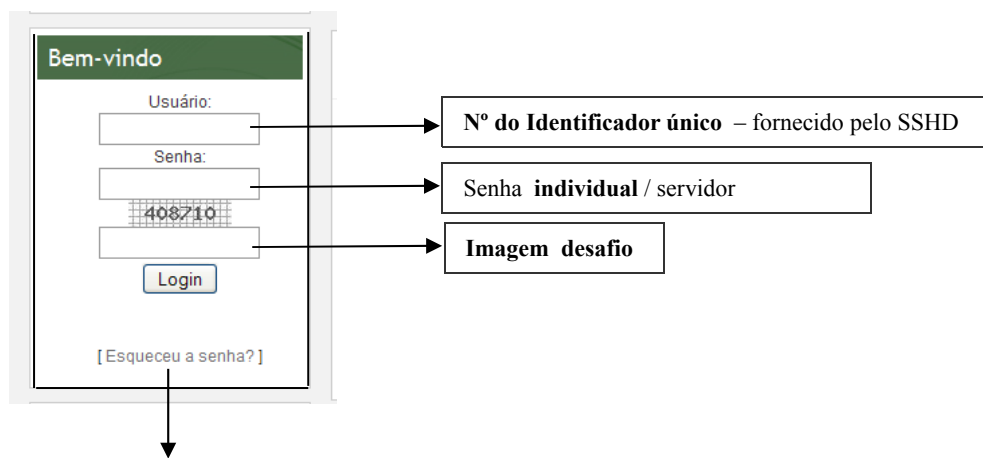 Bem-vindo
Usuário:
Nº do Identificador único – fornecido pelo SSHD
Senha:
Senha individual / servidor
408710
Imagem desafio
Login
[ Esqueceu a senha? ]